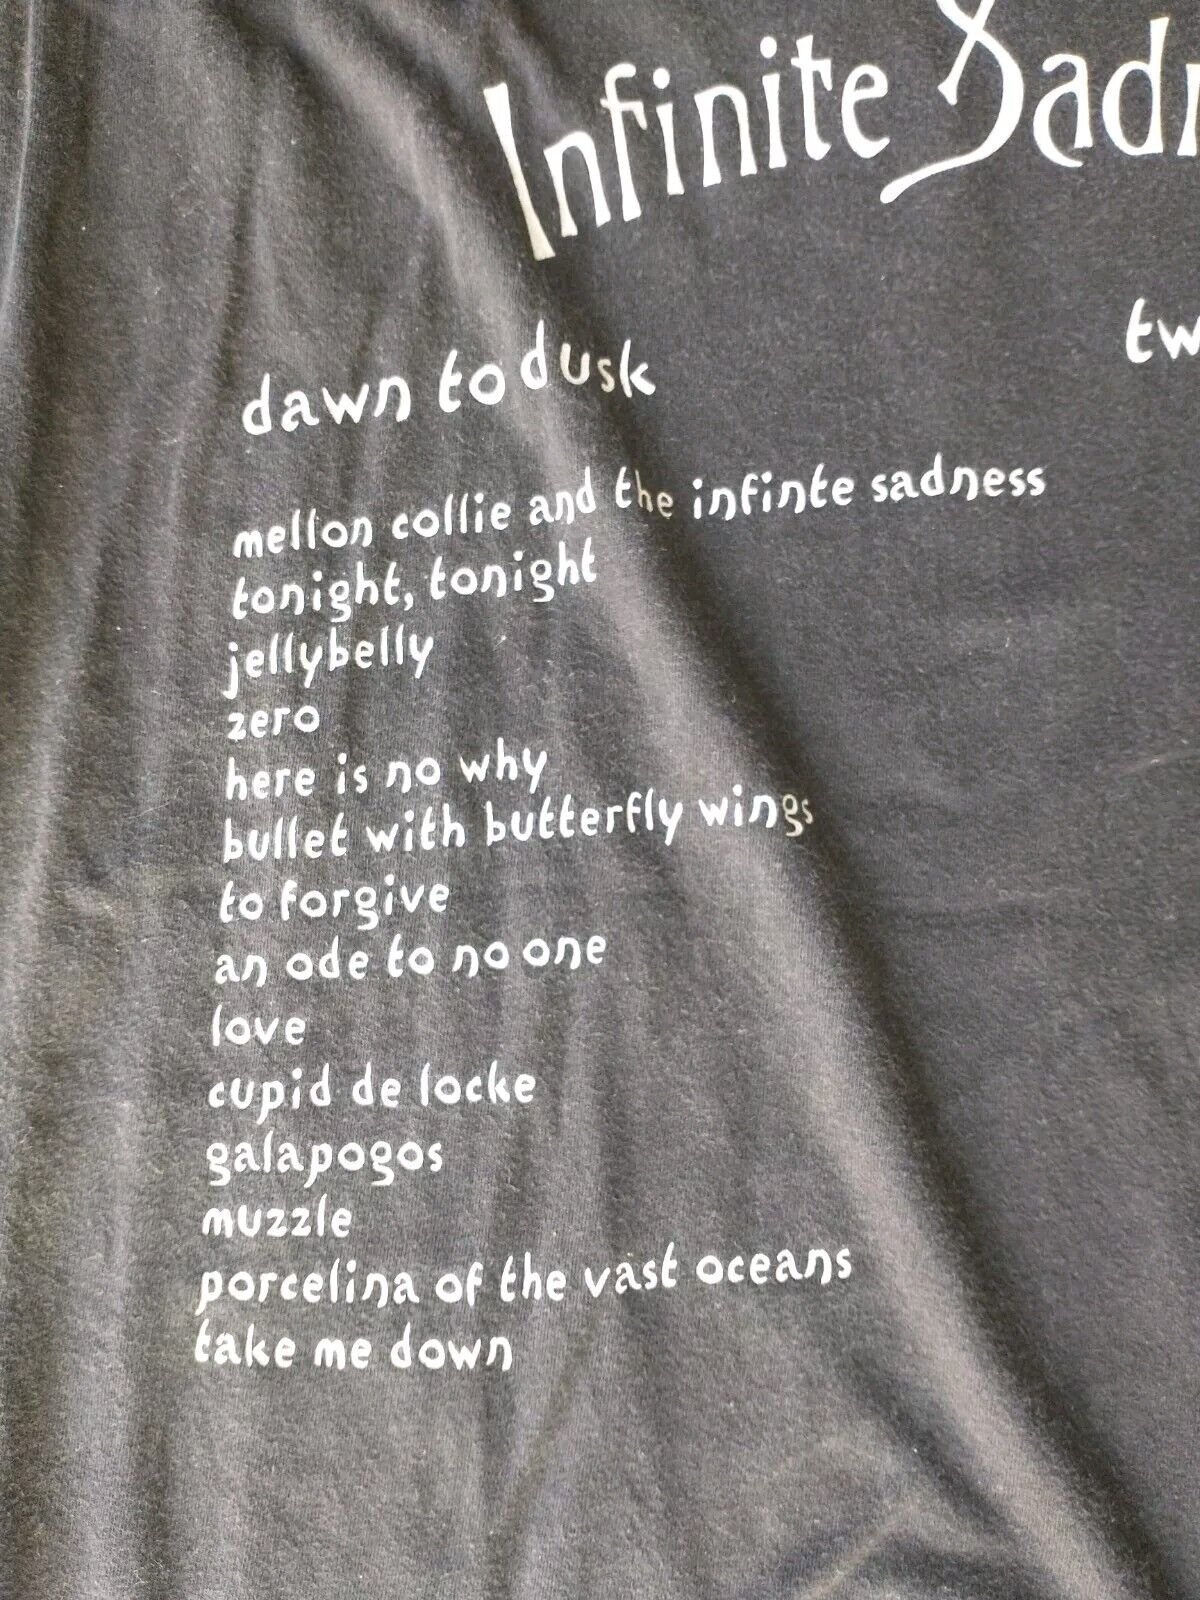 Infinite Sad
tw
dawn to dusk
mellon collie and the infinte sadness
tonight, tonight
jellybelly
zero
here is no why
bullet with butterfly wings
to forgive
an ode to no one
love
cupid de locke
galapogos
muzzle
porcelina of the vast oceans
take me down